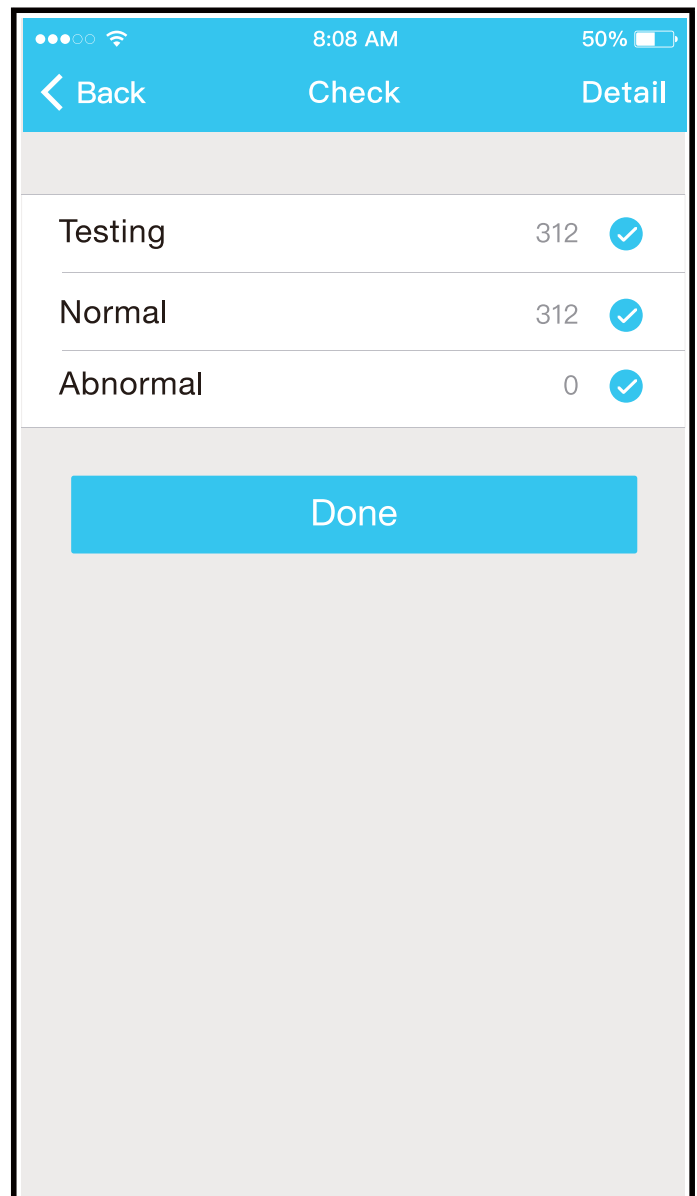 8:08 AM 50%
Back Check Detail
Testing 312
Normal 312
Abnormal 0
Done